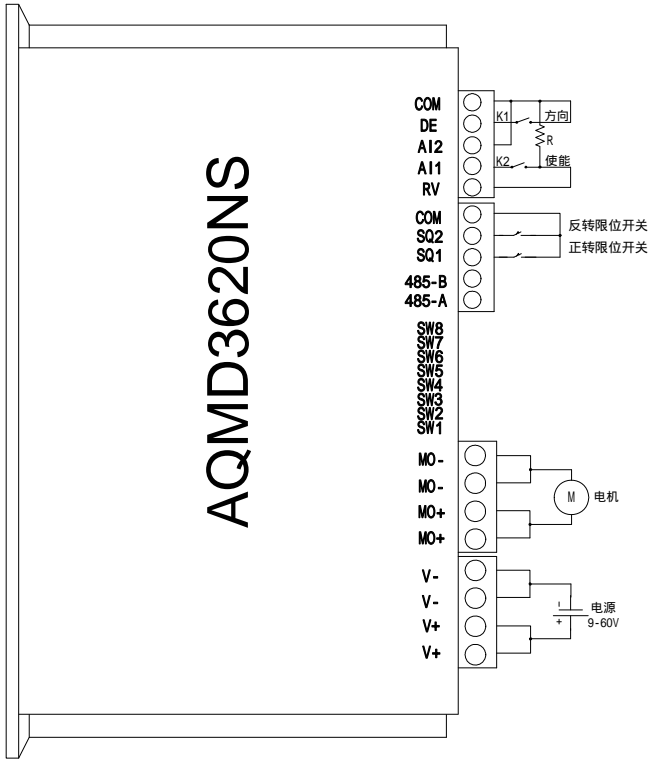 AQMD3620NS
COM
DE
AI2
AI1
RV
K1
方向
R
K2
使能
COM
SQ2
SQ1
485-B
485-A
反转限位开关
正转限位开关
SW8
SW7
SW6
SW5
SW4
SW3
SW2
SW1
MO-
MO-
MO+
MO+
M
电机
V-
V-
V+
V+
-
+
电源
9-60V